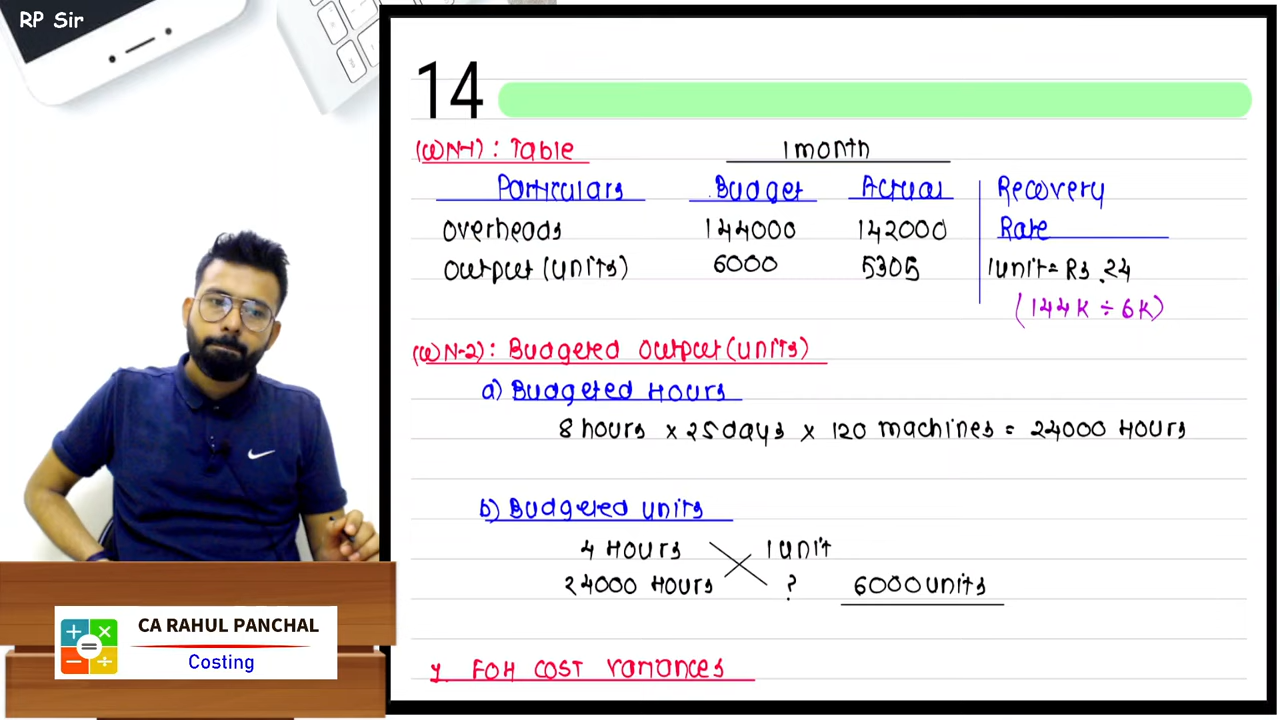 RP Sir
14
(WN-1) : Table 1 month
Particulars Budget Actual Recovery
Rate
overheads 144000 142000
output (units) 6000 5305 1 unit = Rs. 24
(144K ÷ 6K)
(WN-2) : Budgeted output (units)
a) Budgeted Hours
8 hours × 25 days × 120 machines = 24000 Hours
b) Budgeted units
4 Hours 1 unit
24000 Hours ? 6000 units
1. FOH COST variances
CA RAHUL PANCHAL
Costing